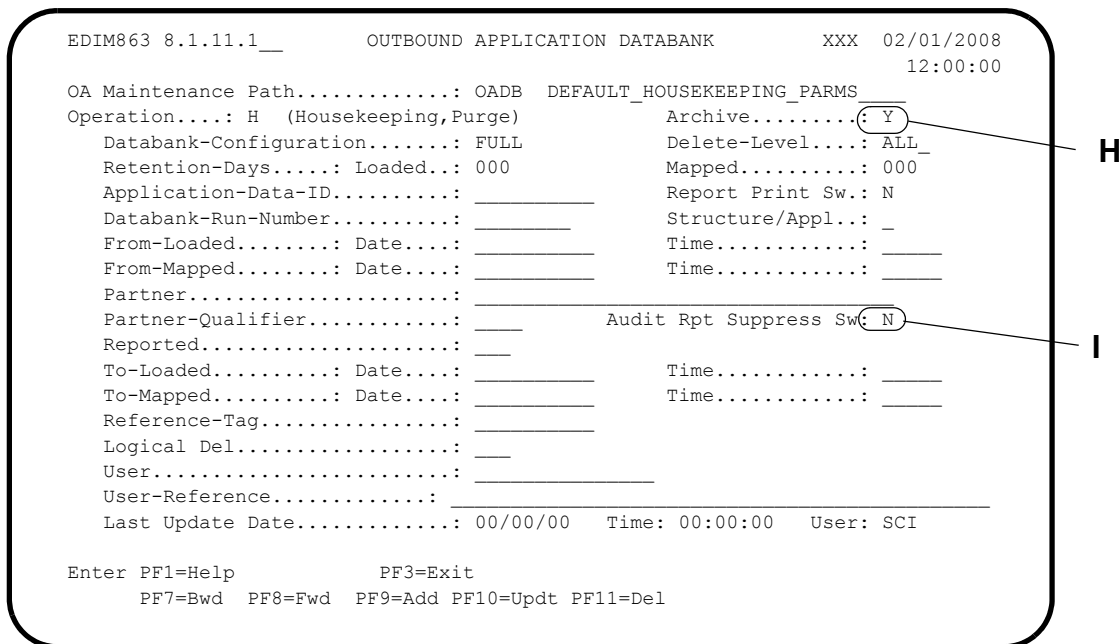 EDIM863 8.1.11.1__ OUTBOUND APPLICATION DATABANK XXX 02/01/2008
12:00:00
OA Maintenance Path.............: OADB DEFAULT_HOUSEKEEPING_PARMS____
Operation....: H (Housekeeping,Purge) Archive.........: Y
H
Databank-Configuration.......: FULL Delete-Level....: ALL_
Retention-Days.....: Loaded..: 000 Mapped..........: 000
Application-Data-ID..........: __________ Report Print Sw.: N
Databank-Run-Number..........: ________ Structure/Appl..: _
From-Loaded........: Date....: __________ Time............: _____
From-Mapped........: Date....: __________ Time............: _____
Partner......................: ___________________________________
Partner-Qualifier............: ____ Audit Rpt Suppress Sw: N
I
Reported.....................: ___
To-Loaded..........: Date....: __________ Time............: _____
To-Mapped..........: Date....: __________ Time............: _____
Reference-Tag................: __________
Logical Del..................: ___
User.........................: _______________
User-Reference.............: _____________________________________________
Last Update Date.............: 00/00/00 Time: 00:00:00 User: SCI
Enter PF1=Help PF3=Exit
PF7=Bwd PF8=Fwd PF9=Add PF10=Updt PF11=Del